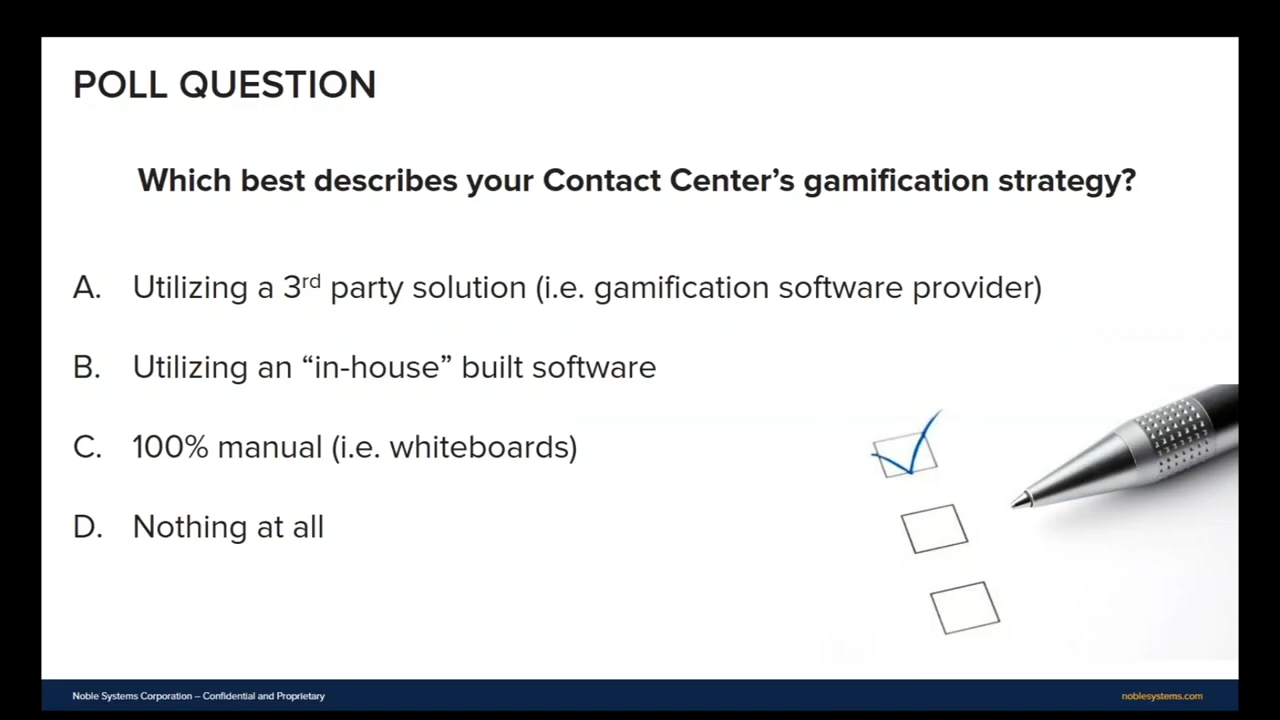 POLL QUESTION
Which best describes your Contact Center’s gamification strategy?
A. Utilizing a 3rd party solution (i.e. gamification software provider)
B. Utilizing an “in-house” built software
C. 100% manual (i.e. whiteboards)
D. Nothing at all
Noble Systems Corporation – Confidential and Proprietary
noblesystems.com